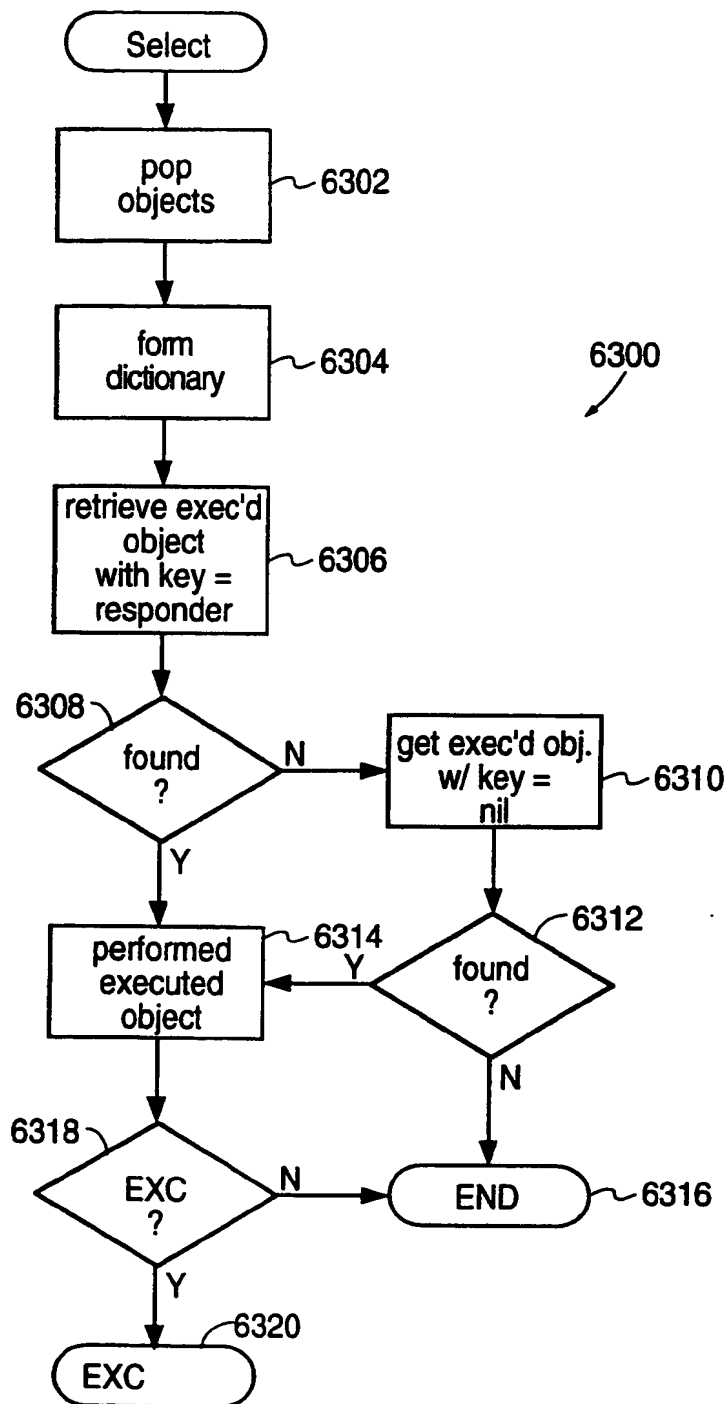 Select
pop
objects
6302
form
dictionary
6304
6300
retrieve exec'd
object
with key =
responder
6306
6308
found
?
N
Y
get exec'd obj.
w/ key =
nil
6310
6312
found
?
Y
N
6314
performed
executed
object
6318
EXC
?
N
Y
END
6316
6320
EXC